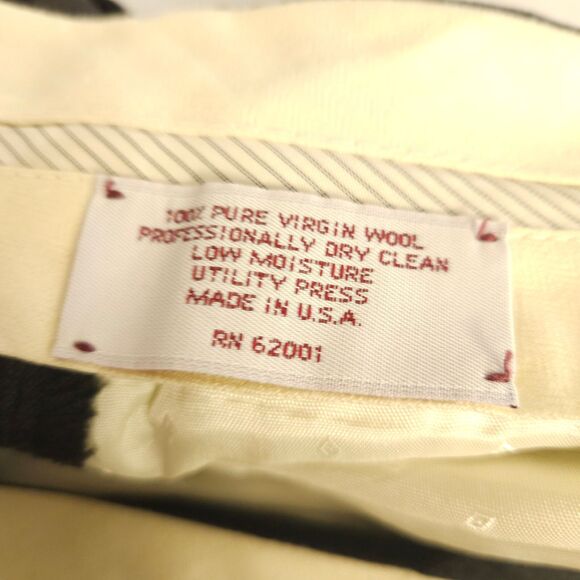 100% PURE VIRGIN WOOL
PROFESSIONALLY DRY CLEAN
LOW MOISTURE
UTILITY PRESS
MADE IN U.S.A.
RN 62001